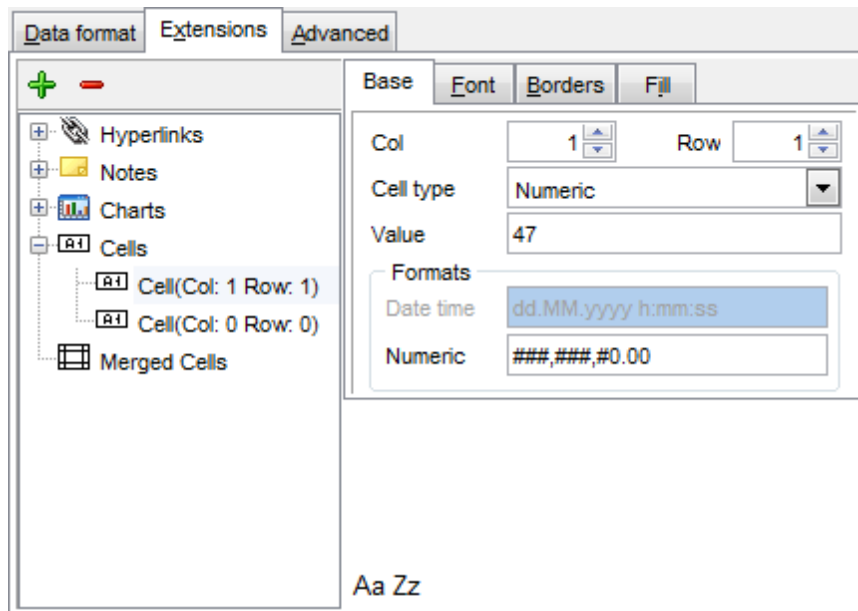 Data format Extensions Advanced
Base Font Borders Fill
Hyperlinks
Notes
Charts
Cells
Cell(Col: 1 Row: 1)
Cell(Col: 0 Row: 0)
Merged Cells
Col 1 Row 1
Cell type Numeric
Value 47
Formats
Date time dd.MM.yyyy h:mm:ss
Numeric ###,###,#0.00
Aa Zz